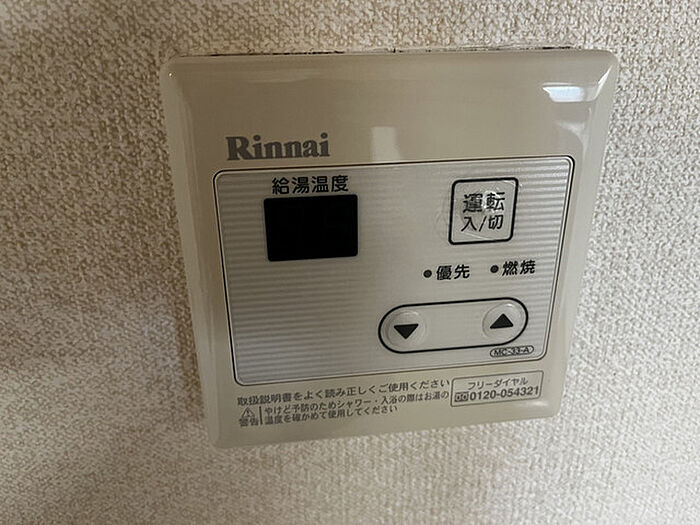 Rinnai
給湯温度
運転
入/切
優先
燃焼
▼ ▲
MC-33-A
取扱説明書をよく読み正しくご使用ください
警告 やけど予防のためシャワー・入浴の際はお湯の
温度を確かめて使用してください
フリーダイヤル
0120-054321